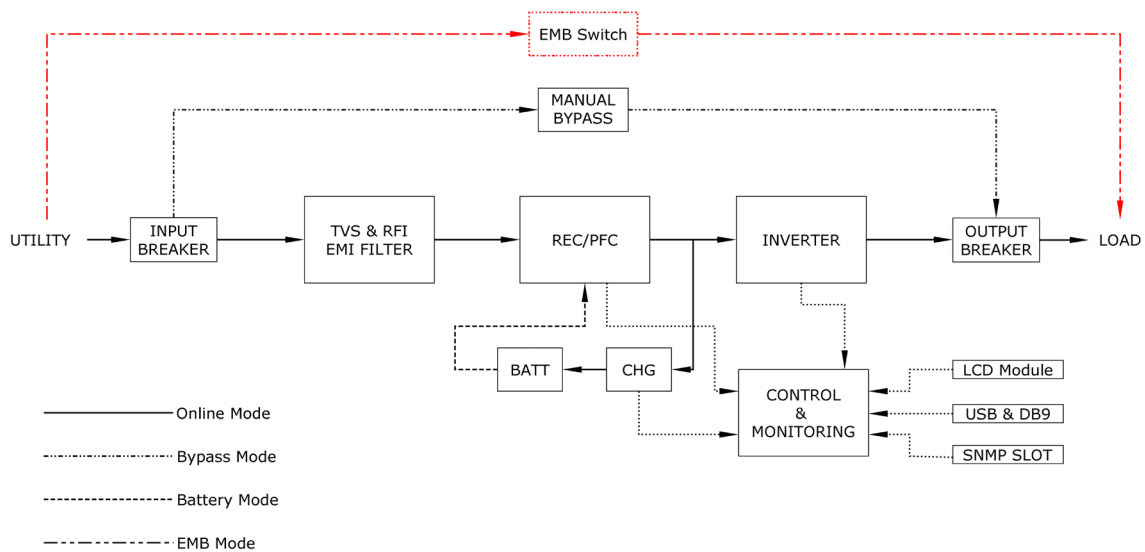 EMB Switch
MANUAL
BYPASS
UTILITY
INPUT
BREAKER
TVS & RFI
EMI FILTER
REC/PFC
INVERTER
OUTPUT
BREAKER
LOAD
BATT
CHG
CONTROL
&
MONITORING
LCD Module
USB & DB9
SNMP SLOT
Online Mode
Bypass Mode
Battery Mode
EMB Mode